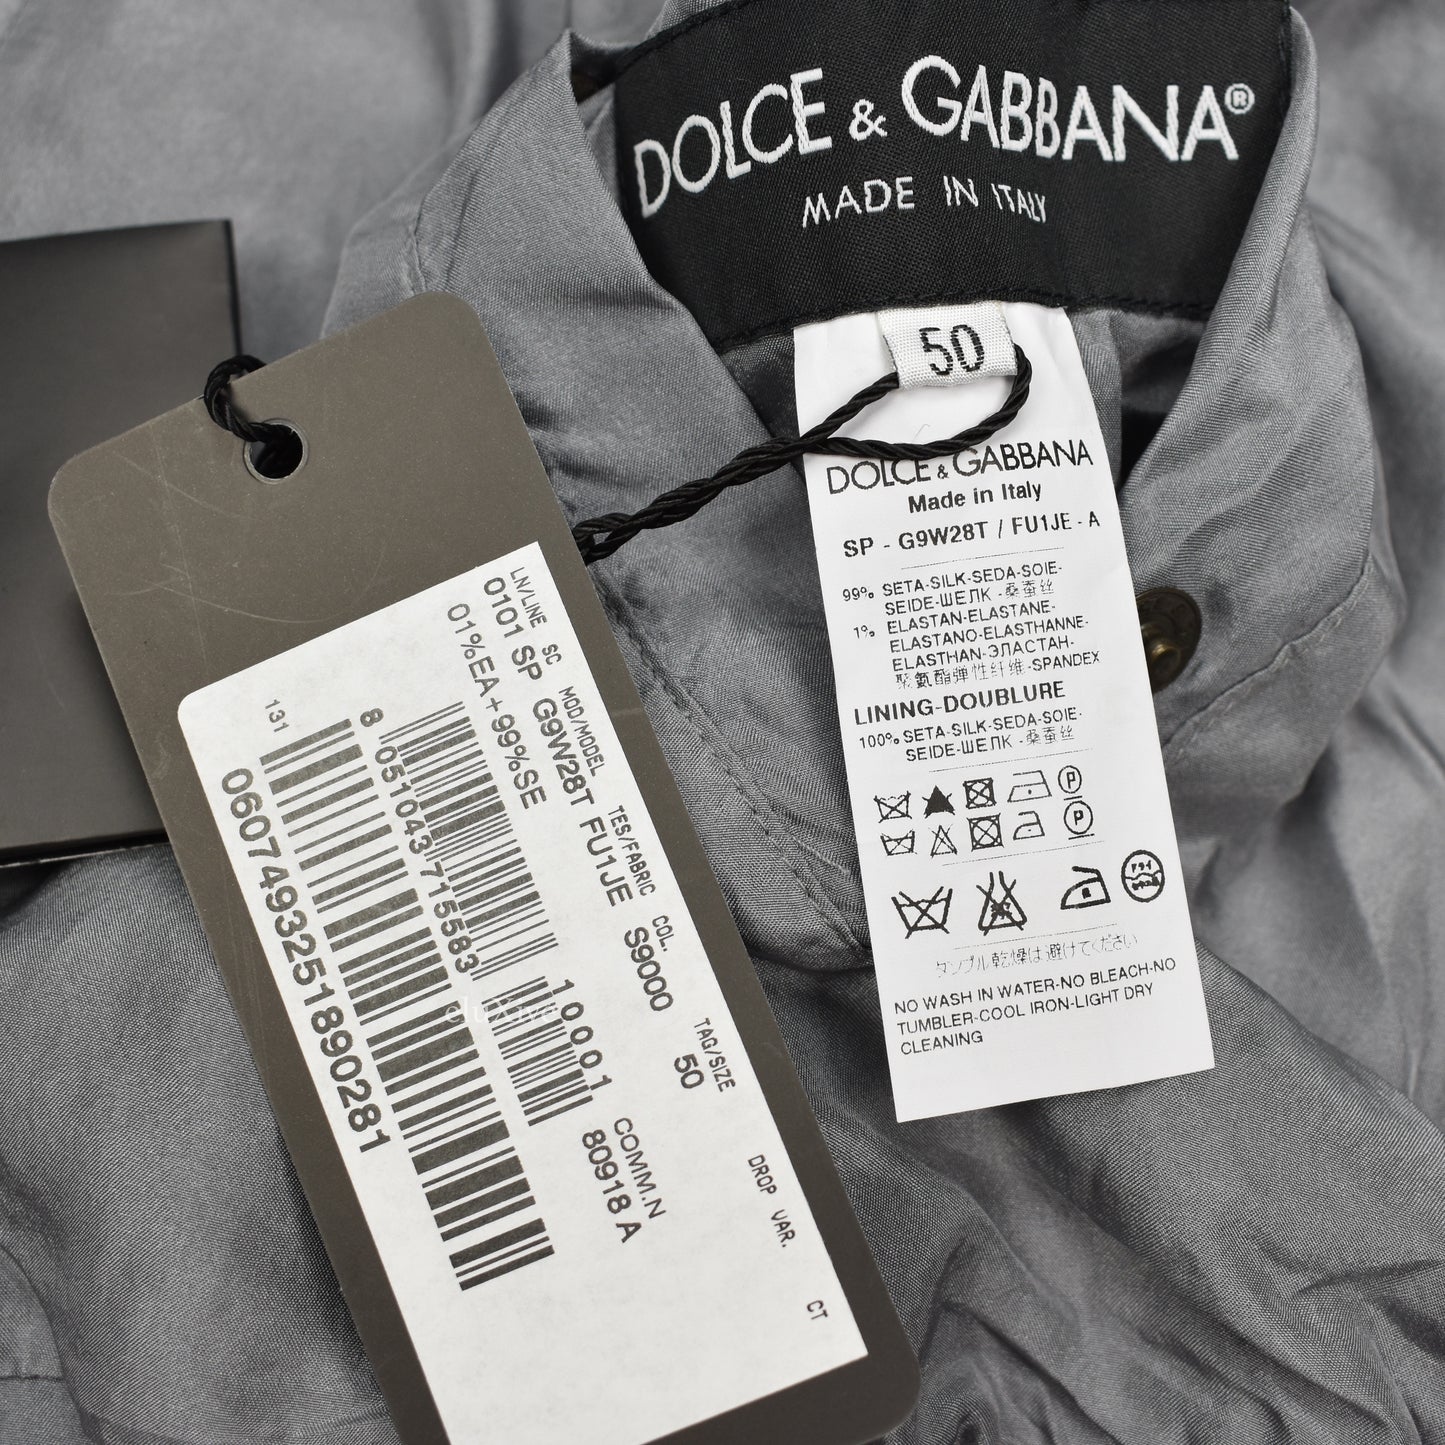 DOLCE & GABBANA®
MADE IN ITALY
50
DOLCE & GABBANA
Made in Italy
SP - G9W28T / FU1JE - A
99% SETA-SILK-SEDA-SOIE-
SEIDE-ШЕЛК -桑蚕丝
1% ELASTAN-ELASTANE-
ELASTANO-ELASTHANNE-
ELASTHAN-ЭЛАСТАН-
聚氨酯弹性纤维-SPANDEX
LINING-DOUBLURE
100% SETA-SILK-SEDA-SOIE-
SEIDE-ШЕЛК -桑蚕丝
P
P
ドライ
タンブル乾燥は避けてください
NO WASH IN WATER-NO BLEACH-NO
TUMBLER-COOL IRON-LIGHT DRY
CLEANING
LN/LINE SC MOD/MODEL TES/FABRIC COL. TAG/SIZE DROP VAR. CT
0101 SP G9W28T FU1JE S9000 50
01%EA+99%SE
COMM.N
80918 A
8 051043 715583
10001
131
0607493251890281
eluXive